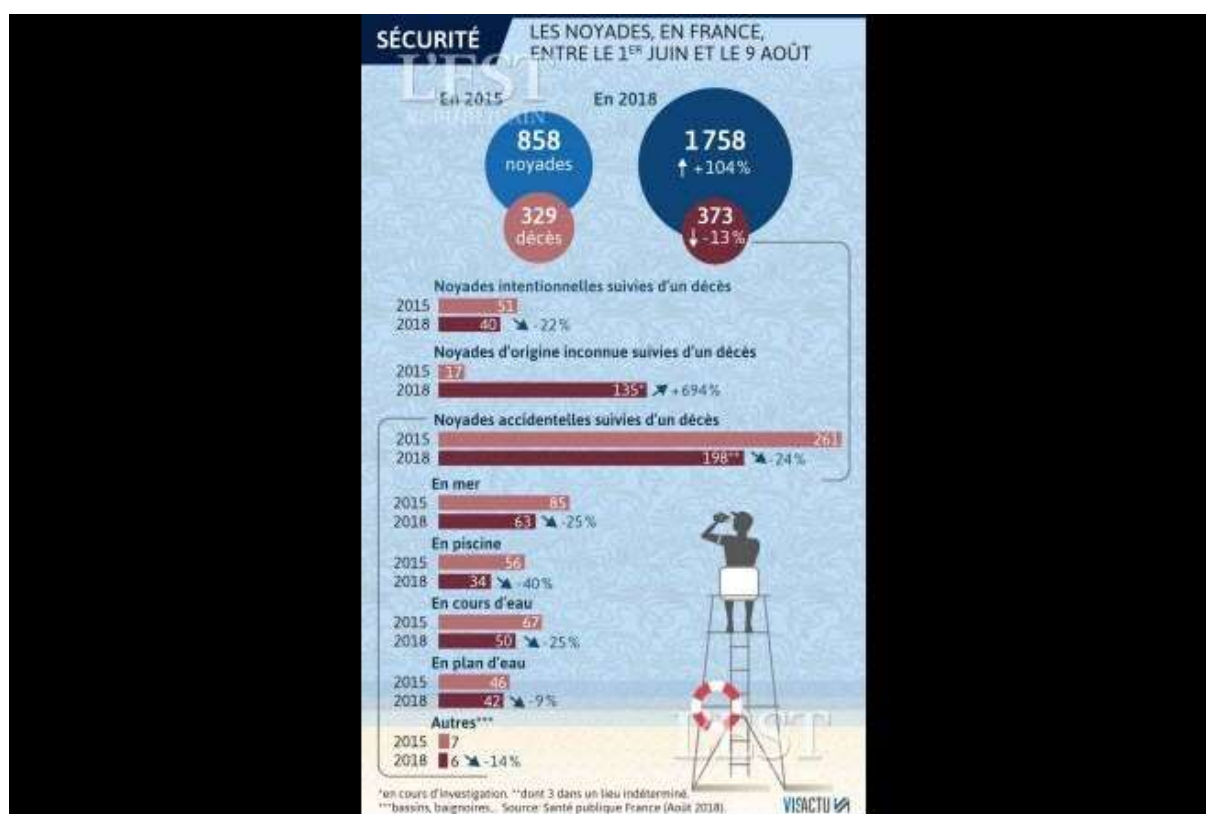 SÉCURITÉ
LES NOYADES, EN FRANCE,
ENTRE LE 1ER JUIN ET LE 9 AOÛT
L'EST
RÉPUBLICAIN
En 2015
En 2018
858
noyades
1758
↑ +104%
329
décès
373
↓ -13%
Noyades intentionnelles suivies d'un décès
2015 51
2018 40 -22%
Noyades d'origine inconnue suivies d'un décès
2015 17
2018 135* +694%
Noyades accidentelles suivies d'un décès
2015 261
2018 198** -24%
En mer
2015 85
2018 63 -25%
En piscine
2015 56
2018 34 -40%
En cours d'eau
2015 67
2018 50 -25%
En plan d'eau
2015 46
2018 42 -9%
Autres***
2015 7
2018 6 -14%
L'EST
*en cours d'investigation. **dont 3 dans un lieu indéterminé.
***bassins, baignoires... Source: Santé publique France (Août 2018).
VISACTU